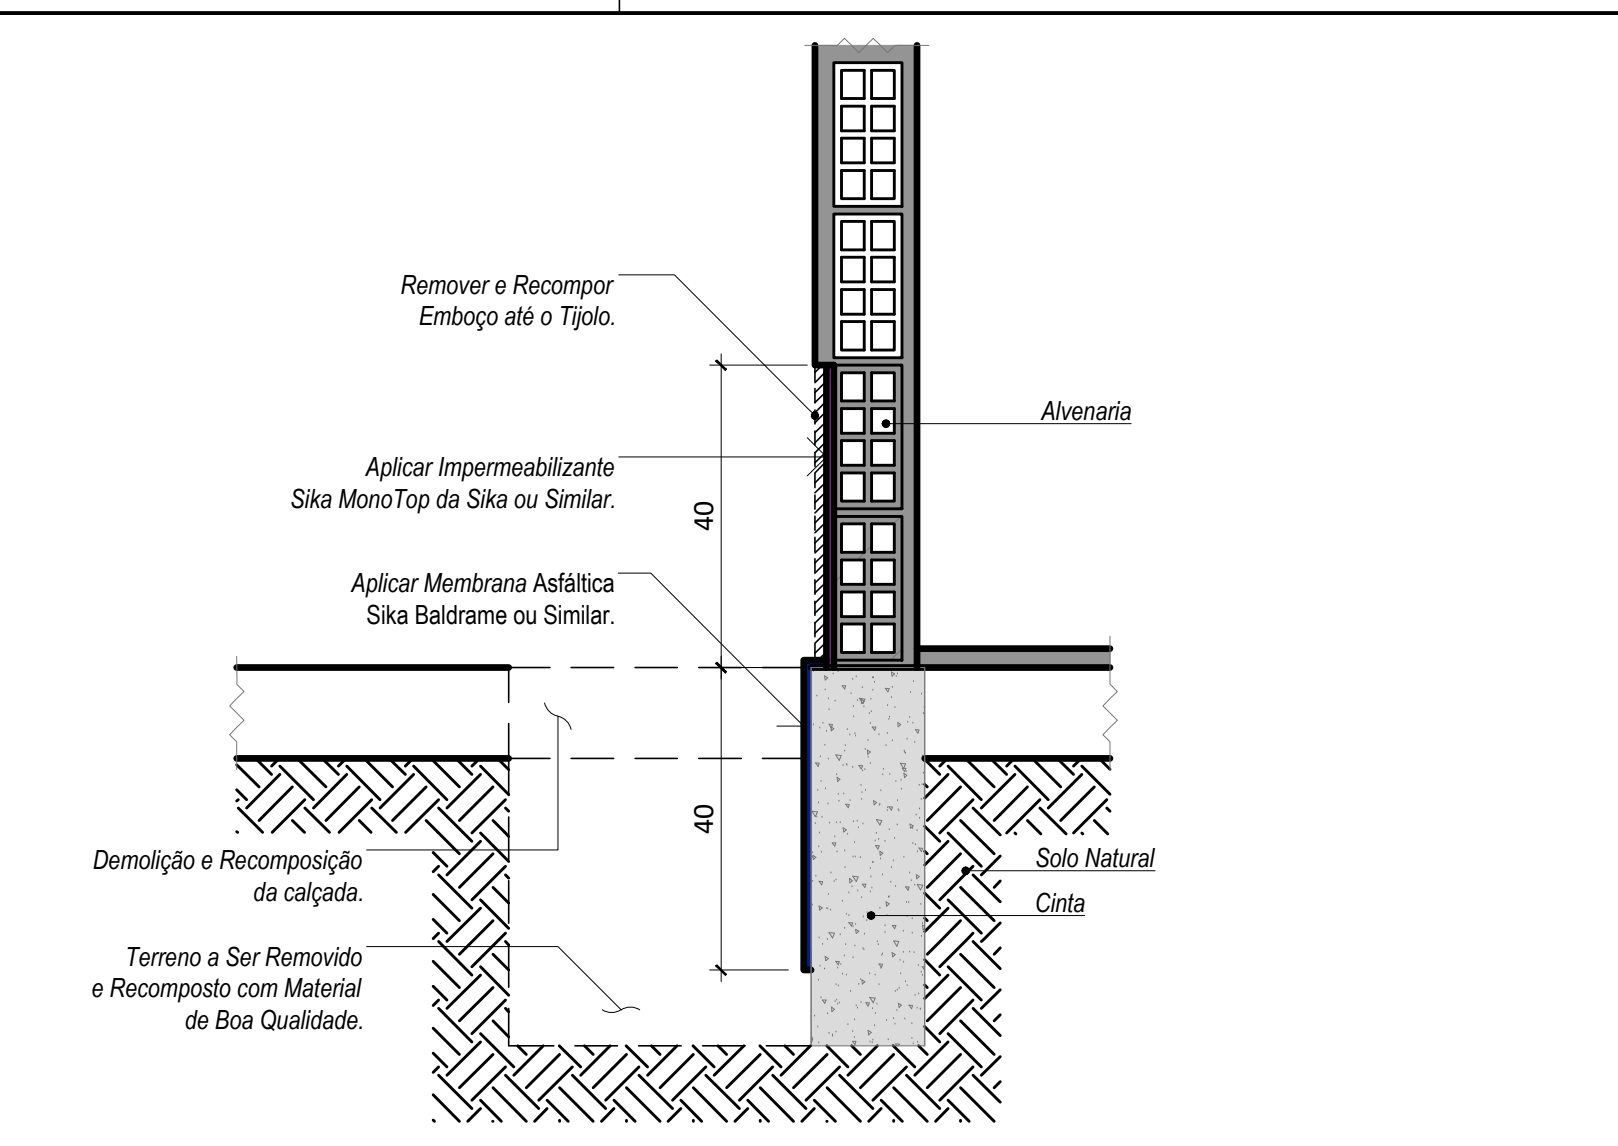 Remover e Recompor
Emboço até o Tijolo.
Alvenaria
Aplicar Impermeabilizante
Sika MonoTop da Sika ou Similar.
40
Aplicar Membrana Asfáltica
Sika Baldrame ou Similar.
40
Demolição e Recomposição
da calçada.
Solo Natural
Cinta
Terreno a Ser Removido
e Recomposto com Material
de Boa Qualidade.